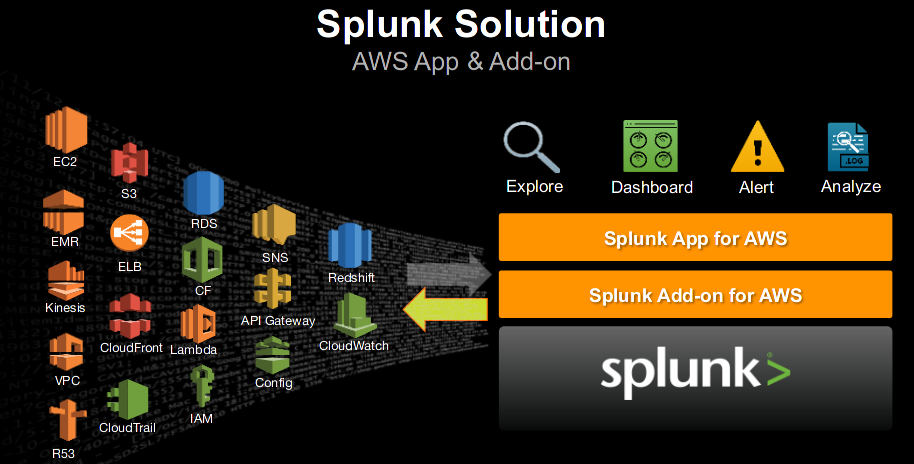 Splunk Solution
AWS App & Add-on
EC2
S3
RDS
EMR
ELB
SNS
CF
Redshift
Kinesis
API Gateway
CloudFront
Lambda
CloudWatch
VPC
Config
CloudTrail
IAM
R53
Explore
Dashboard
Alert
.LOG
Analyze
Splunk App for AWS
Splunk Add-on for AWS
splunk>